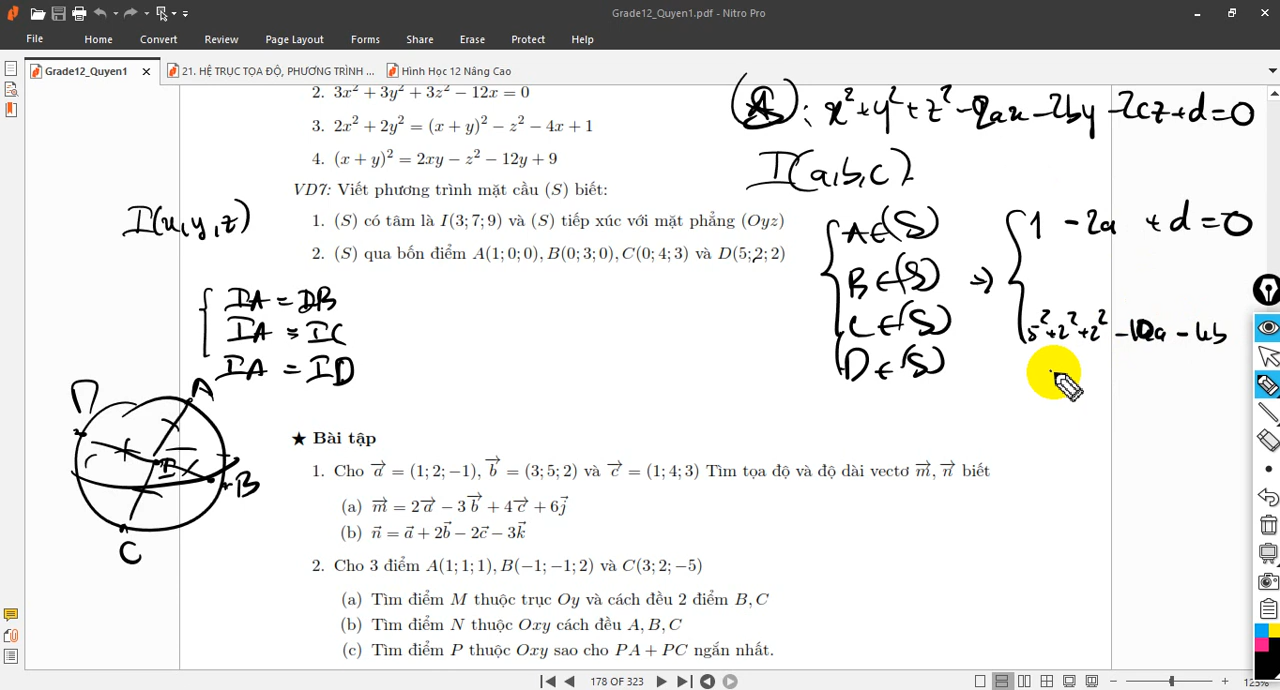 Grade12_Quyen1.pdf - Nitro Pro
File Home Convert Review Page Layout Forms Share Erase Protect Help
Grade12_Quyen1 × 21. HỆ TRỤC TỌA ĐỘ, PHƯƠNG TRÌNH ... Hình Học 12 Nâng Cao
2. 3x² + 3y² + 3z² − 12x = 0
3. 2x² + 2y² = (x + y)² − z² − 4x + 1
4. (x + y)² = 2xy − z² − 12y + 9
VD7: Viết phương trình mặt cầu (S) biết:
1. (S) có tâm là I(3; 7; 9) và (S) tiếp xúc với mặt phẳng (Oyz)
2. (S) qua bốn điểm A(1; 0; 0), B(0; 3; 0), C(0; 4; 3) và D(5; 2; 2)
I(x,y,z)
IA = IB
IA = IC
IA = ID
A
B
C
D
I
: x² + y² + z² − 2ax − 2by − 2cz + d = 0
I(a,b,c)
A ∈ (S)
B ∈ (S)
C ∈ (S)
D ∈ (S)
⇒
1 − 2a + d = 0
5² + 2² + 2² − 10a − 4b
★ Bài tập
1. Cho a⃗ = (1; 2; −1), b⃗ = (3; 5; 2) và c⃗ = (1; 4; 3) Tìm tọa độ và độ dài vectơ m⃗, n⃗ biết
(a) m⃗ = 2a⃗ − 3b⃗ + 4c⃗ + 6j⃗
(b) n⃗ = a⃗ + 2b⃗ − 2c⃗ − 3k⃗
2. Cho 3 điểm A(1; 1; 1), B(−1; −1; 2) và C(3; 2; −5)
(a) Tìm điểm M thuộc trục Oy và cách đều 2 điểm B, C
(b) Tìm điểm N thuộc Oxy cách đều A, B, C
(c) Tìm điểm P thuộc Oxy sao cho PA + PC ngắn nhất.
178 OF 323
125%